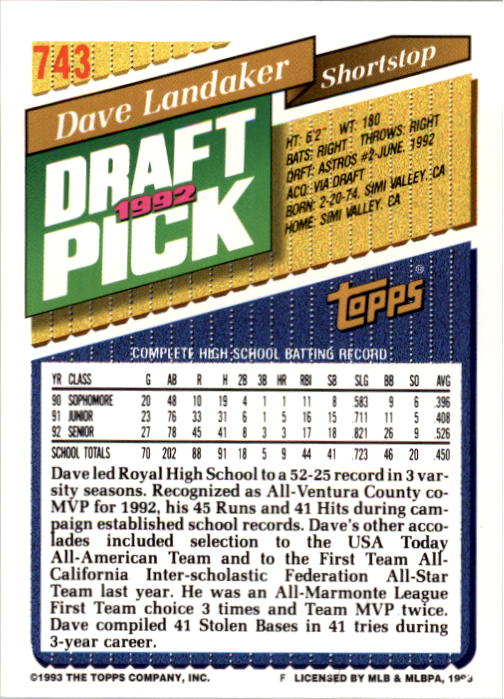 743
Dave Landaker
Shortstop
DRAFT
1992
PICK
HT: 6'2" WT: 180
BATS: RIGHT THROWS: RIGHT
DRFT: ASTROS #2-JUNE, 1992
ACQ: VIA DRAFT
BORN: 2-20-74, SIMI VALLEY, CA
HOME: SIMI VALLEY, CA
topps®
COMPLETE HIGH SCHOOL BATTING RECORD
YR CLASS G AB R H 2B 3B HR RBI SB SLG BB SO AVG
90 SOPHOMORE 20 48 10 19 4 1 1 11 8 .583 9 6 .396
91 JUNIOR 23 76 33 31 6 1 5 16 15 .711 11 5 .408
92 SENIOR 27 78 45 41 8 3 3 17 18 .821 26 9 .526
SCHOOL TOTALS 70 202 88 91 18 5 9 44 41 .723 46 20 .450
Dave led Royal High School to a 52-25 record in 3 var-
sity seasons. Recognized as All-Ventura County co-
MVP for 1992, his 45 Runs and 41 Hits during cam-
paign established school records. Dave's other acco-
lades included selection to the USA Today
All-American Team and to the First Team All-
California Inter-scholastic Federation All-Star
Team last year. He was an All-Marmonte League
First Team choice 3 times and Team MVP twice.
Dave compiled 41 Stolen Bases in 41 tries during
3-year career.
©1993 THE TOPPS COMPANY, INC.
F LICENSED BY MLB & MLBPA,